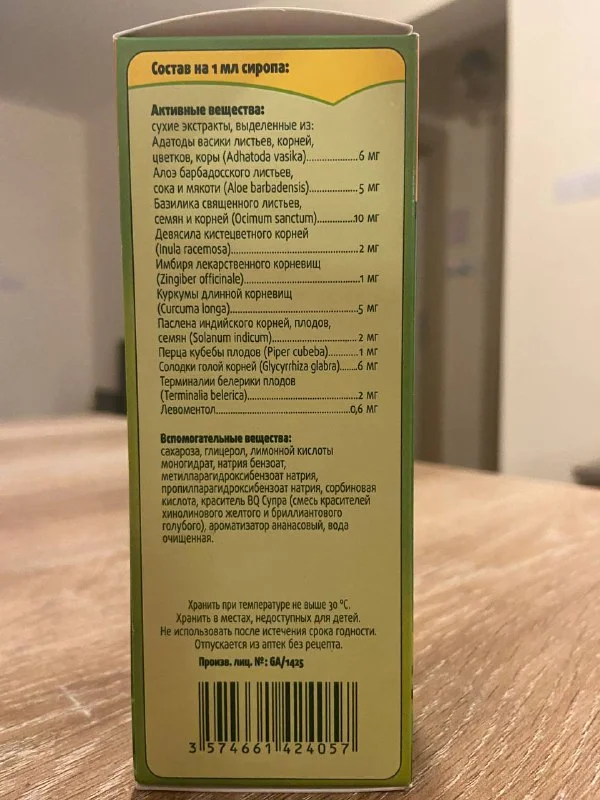 Состав на 1 мл сиропа:
Активные вещества:
сухие экстракты, выделенные из:
Адатоды васики листьев, корней,
цветков, коры (Adhatoda vasika)..............6 мг
Алоэ барбадосского листьев,
сока и мякоти (Aloe barbadensis)..............5 мг
Базилика священного листьев,
семян и корней (Ocimum sanctum)..........10 мг
Девясила кистецветного корней
(Inula racemosa)....................................2 мг
Имбиря лекарственного корневищ
(Zingiber officinale).................................1 мг
Куркумы длинной корневищ
(Curcuma longa).....................................5 мг
Паслена индийского корней, плодов,
семян (Solanum indicum).........................2 мг
Перца кубебы плодов (Piper cubeba)........1 мг
Солодки голой корней (Glycyrrhiza glabra)......6 мг
Терминалии белерики плодов
(Terminalia belerica)................................2 мг
Левоментол.........................................0,6 мг
Вспомогательные вещества:
сахароза, глицерол, лимонной кислоты
моногидрат, натрия бензоат,
метилпарагидроксибензоат натрия,
пропилпарагидроксибензоат натрия, сорбиновая
кислота, краситель BQ Супра (смесь красителей
хинолинового желтого и бриллиантового
голубого), ароматизатор ананасовый, вода
очищенная.
Хранить при температуре не выше 30 °C.
Хранить в местах, недоступных для детей.
Не использовать после истечения срока годности.
Отпускается из аптек без рецепта.
Произв. лиц. №: GA/1425
3 574661 424057